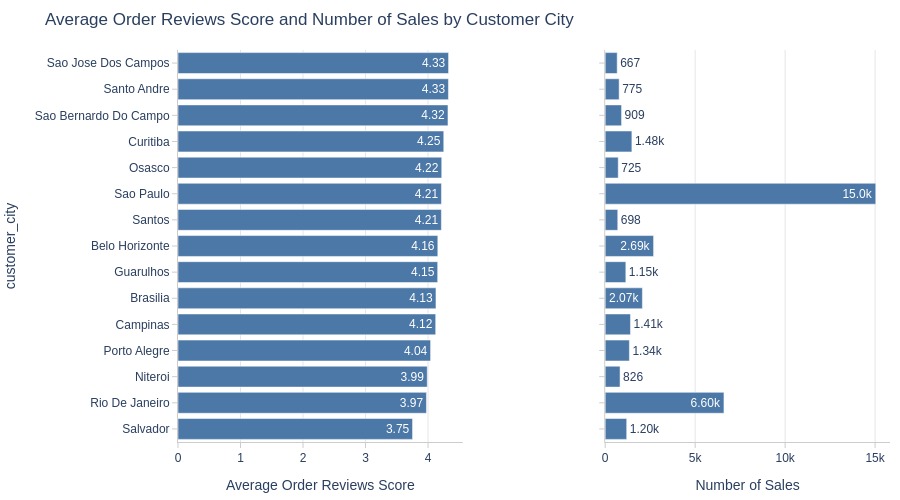 Average Order Reviews Score and Number of Sales by Customer City
customer_city
Sao Jose Dos Campos 4.33 667
Santo Andre 4.33 775
Sao Bernardo Do Campo 4.32 909
Curitiba 4.25 1.48k
Osasco 4.22 725
Sao Paulo 4.21 15.0k
Santos 4.21 698
Belo Horizonte 4.16 2.69k
Guarulhos 4.15 1.15k
Brasilia 4.13 2.07k
Campinas 4.12 1.41k
Porto Alegre 4.04 1.34k
Niteroi 3.99 826
Rio De Janeiro 3.97 6.60k
Salvador 3.75 1.20k
0 1 2 3 4 0 5k 10k 15k
Average Order Reviews Score Number of Sales